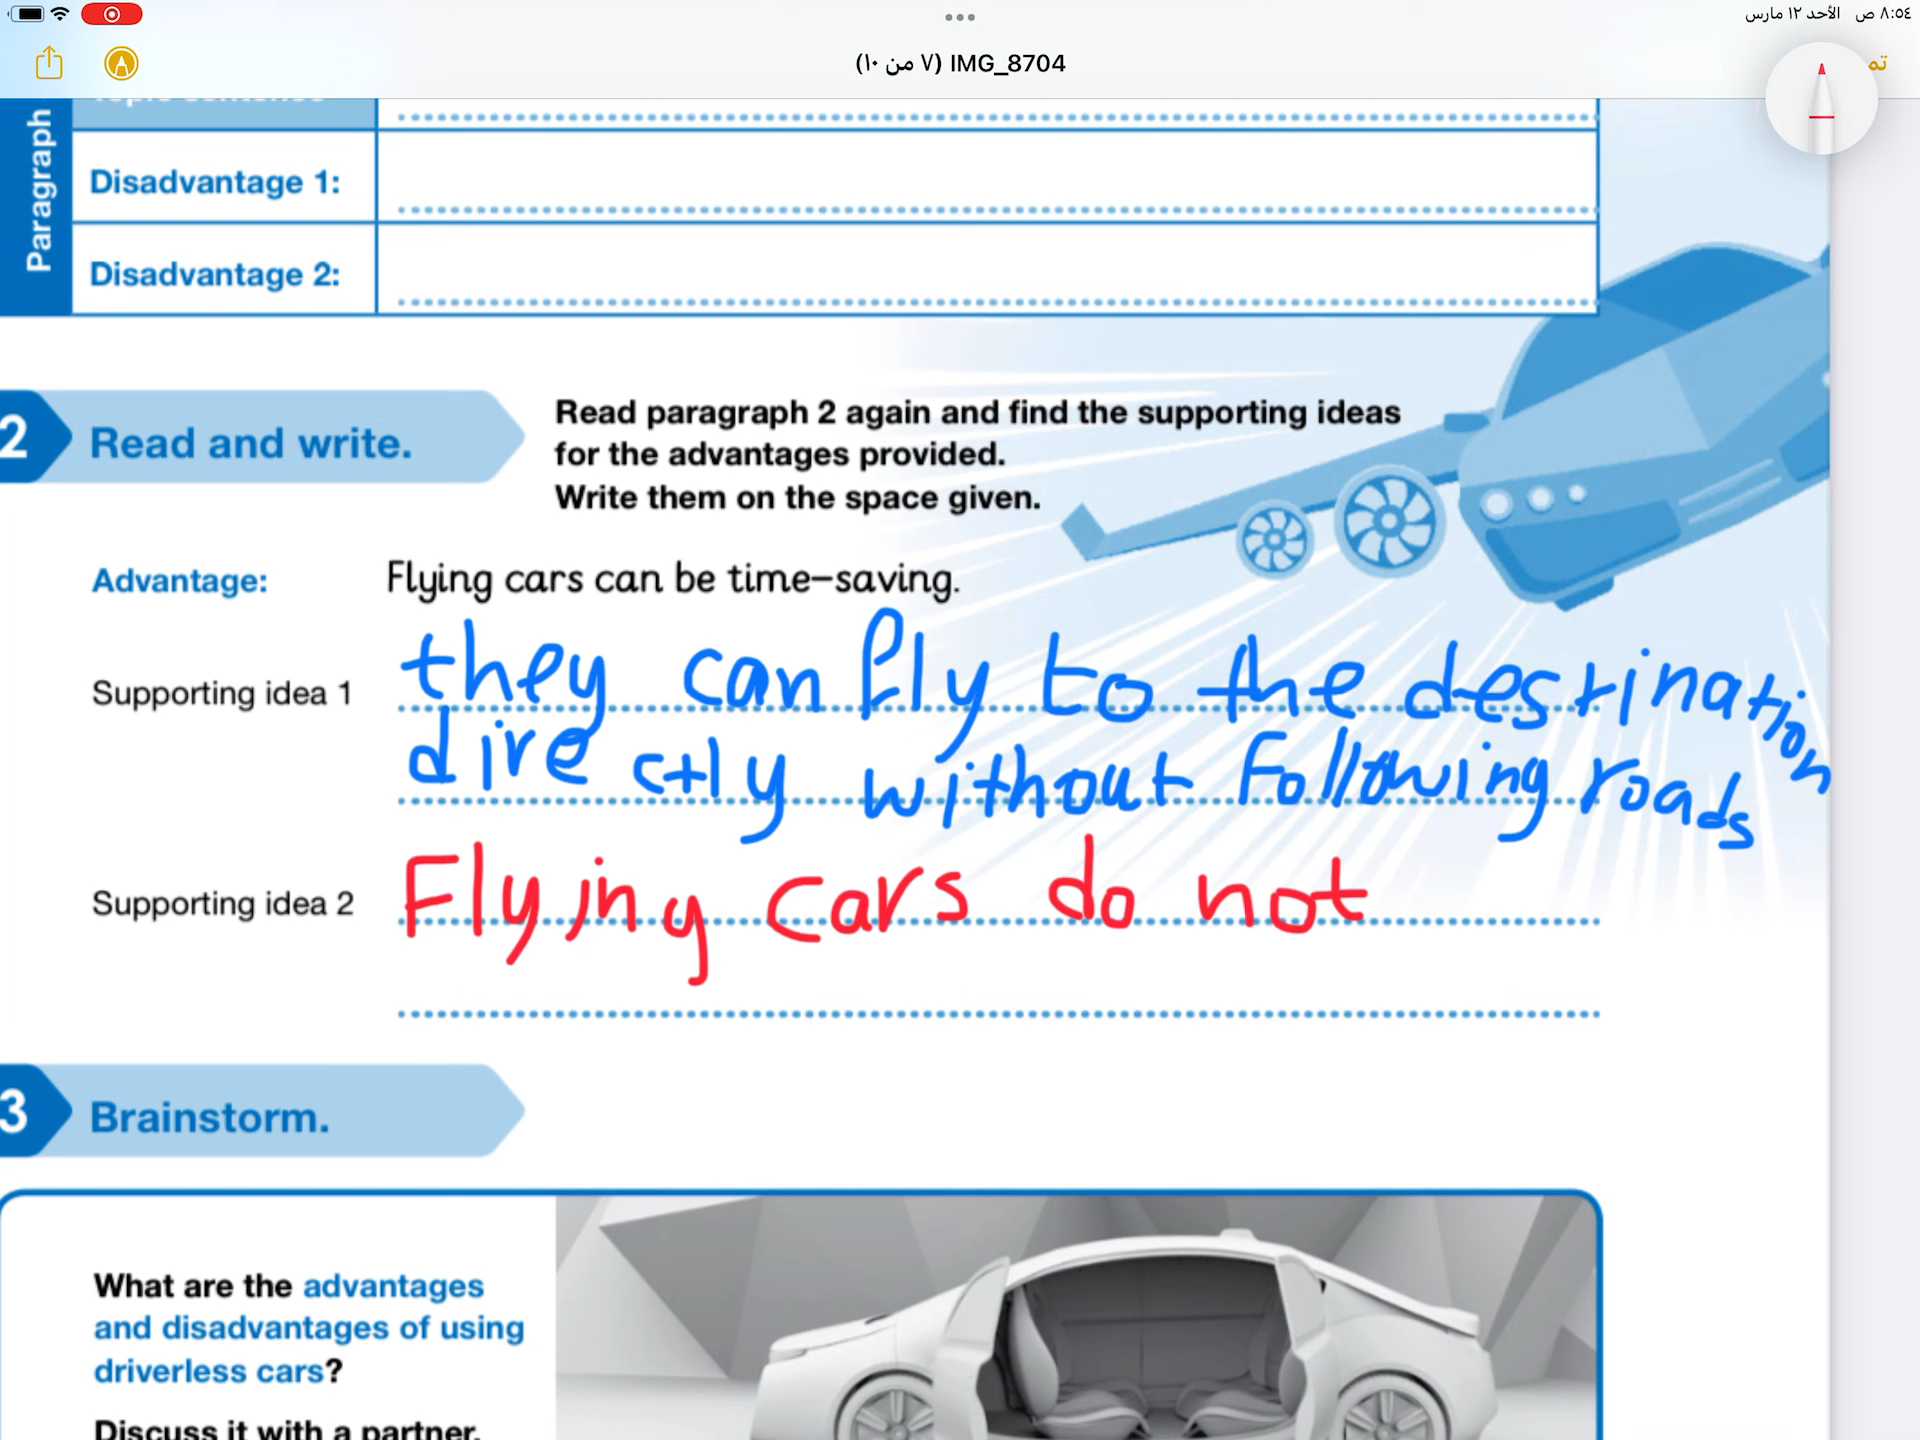 ٨:٥٤ ص الأحد ١٢ مارس
IMG_8704 (٧ من ١٠)
تم
Paragraph
Topic sentence
Disadvantage 1:
Disadvantage 2:
2 Read and write.
Read paragraph 2 again and find the supporting ideas
for the advantages provided.
Write them on the space given.
Advantage: Flying cars can be time-saving.
Supporting idea 1 they can fly to the destination
directly without following roads
Supporting idea 2 Flying cars do not
3 Brainstorm.
What are the advantages
and disadvantages of using
driverless cars?
Discuss it with a partner.